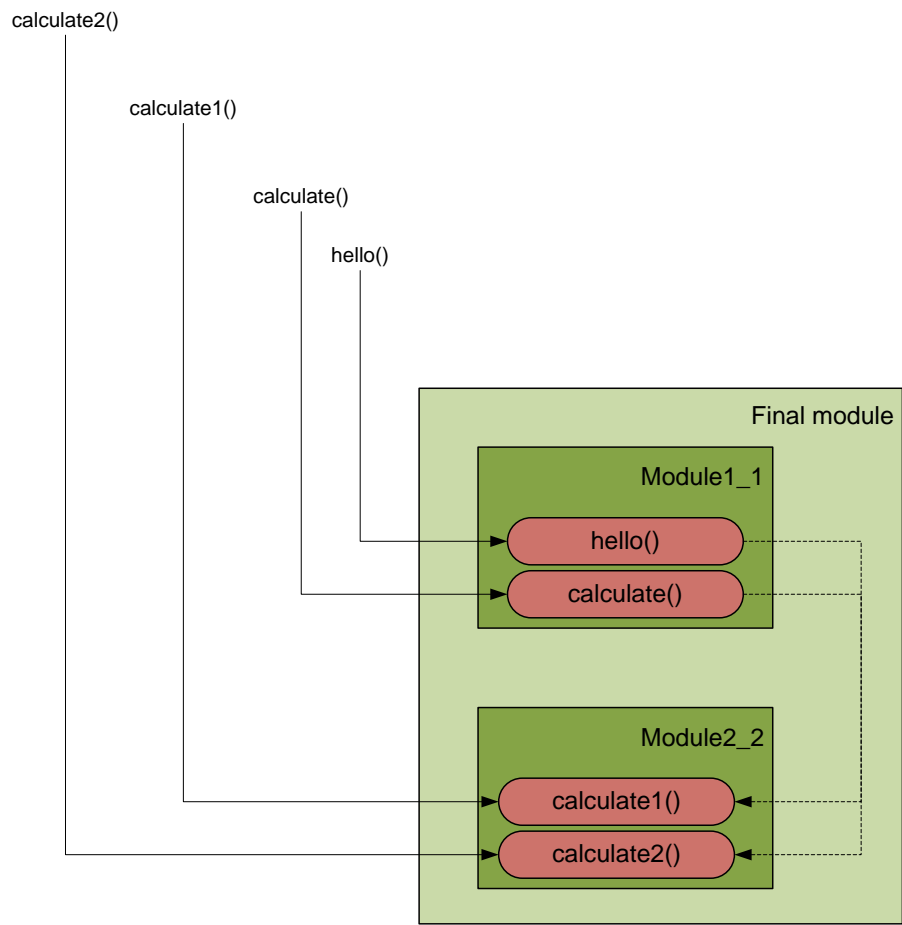 calculate2()
calculate1()
calculate()
hello()
Final module
Module1_1
hello()
calculate()
Module2_2
calculate1()
calculate2()